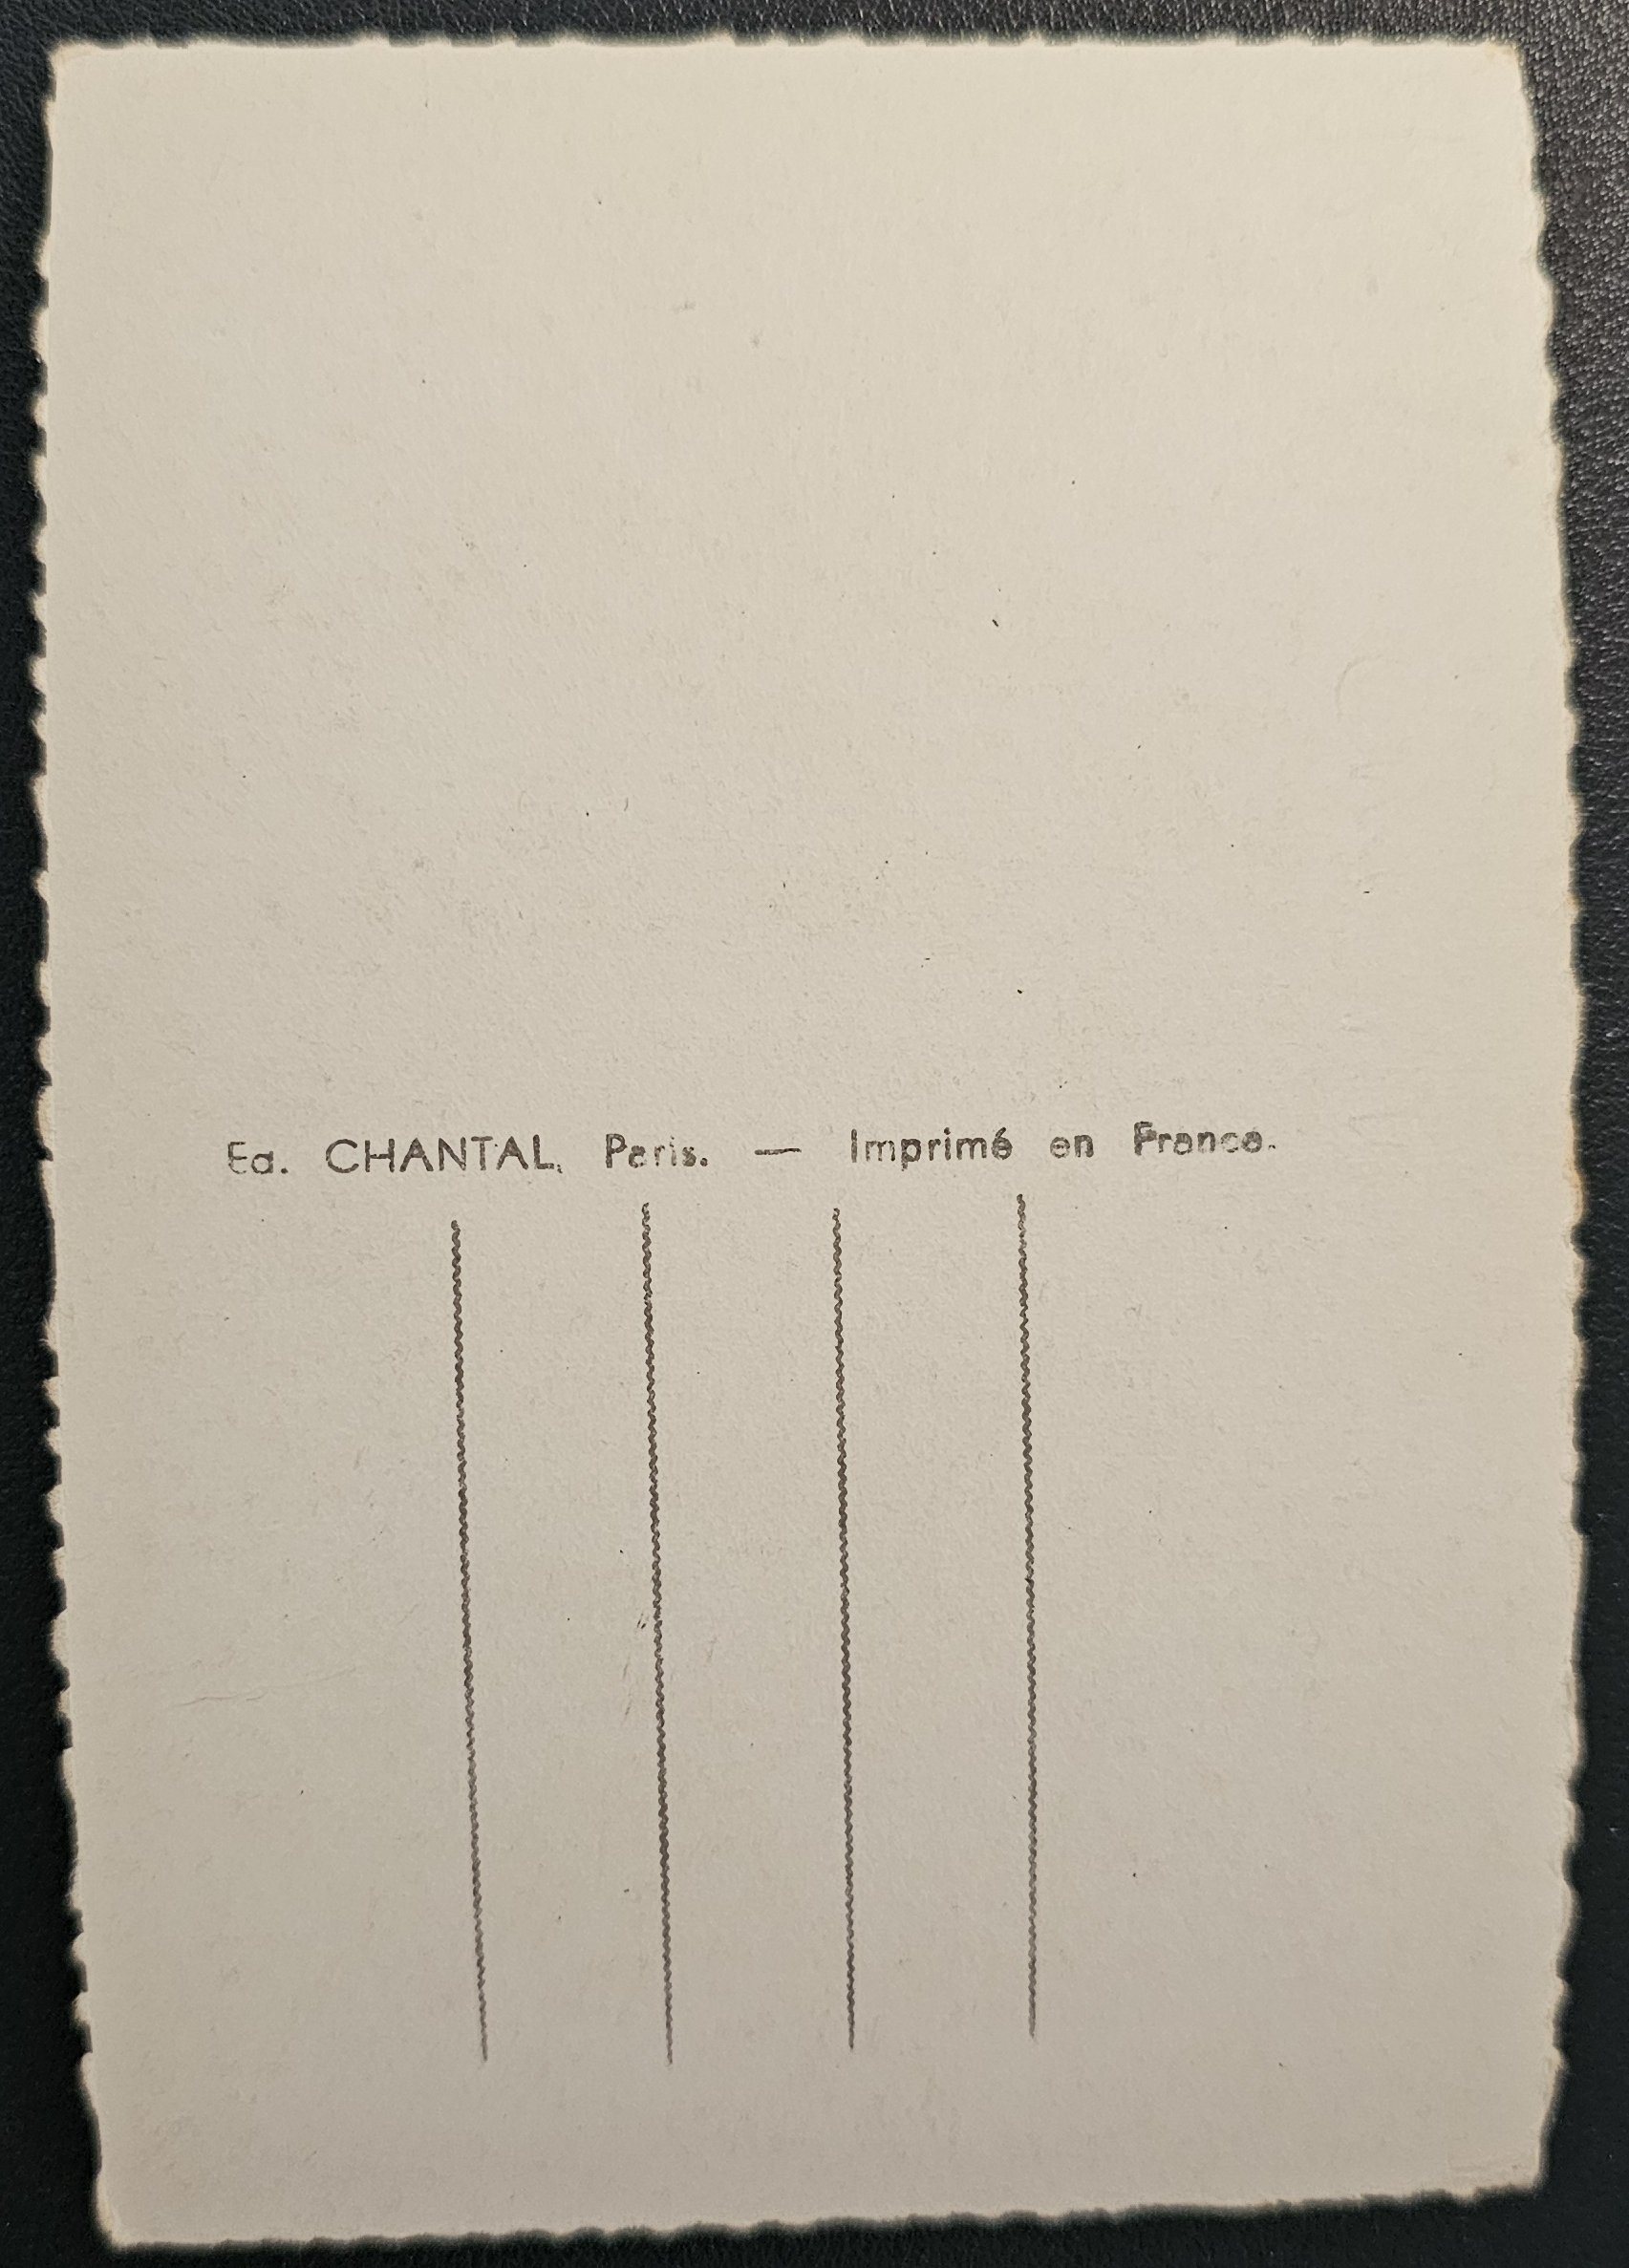 Ed. CHANTAL, Paris. — Imprimé en France.